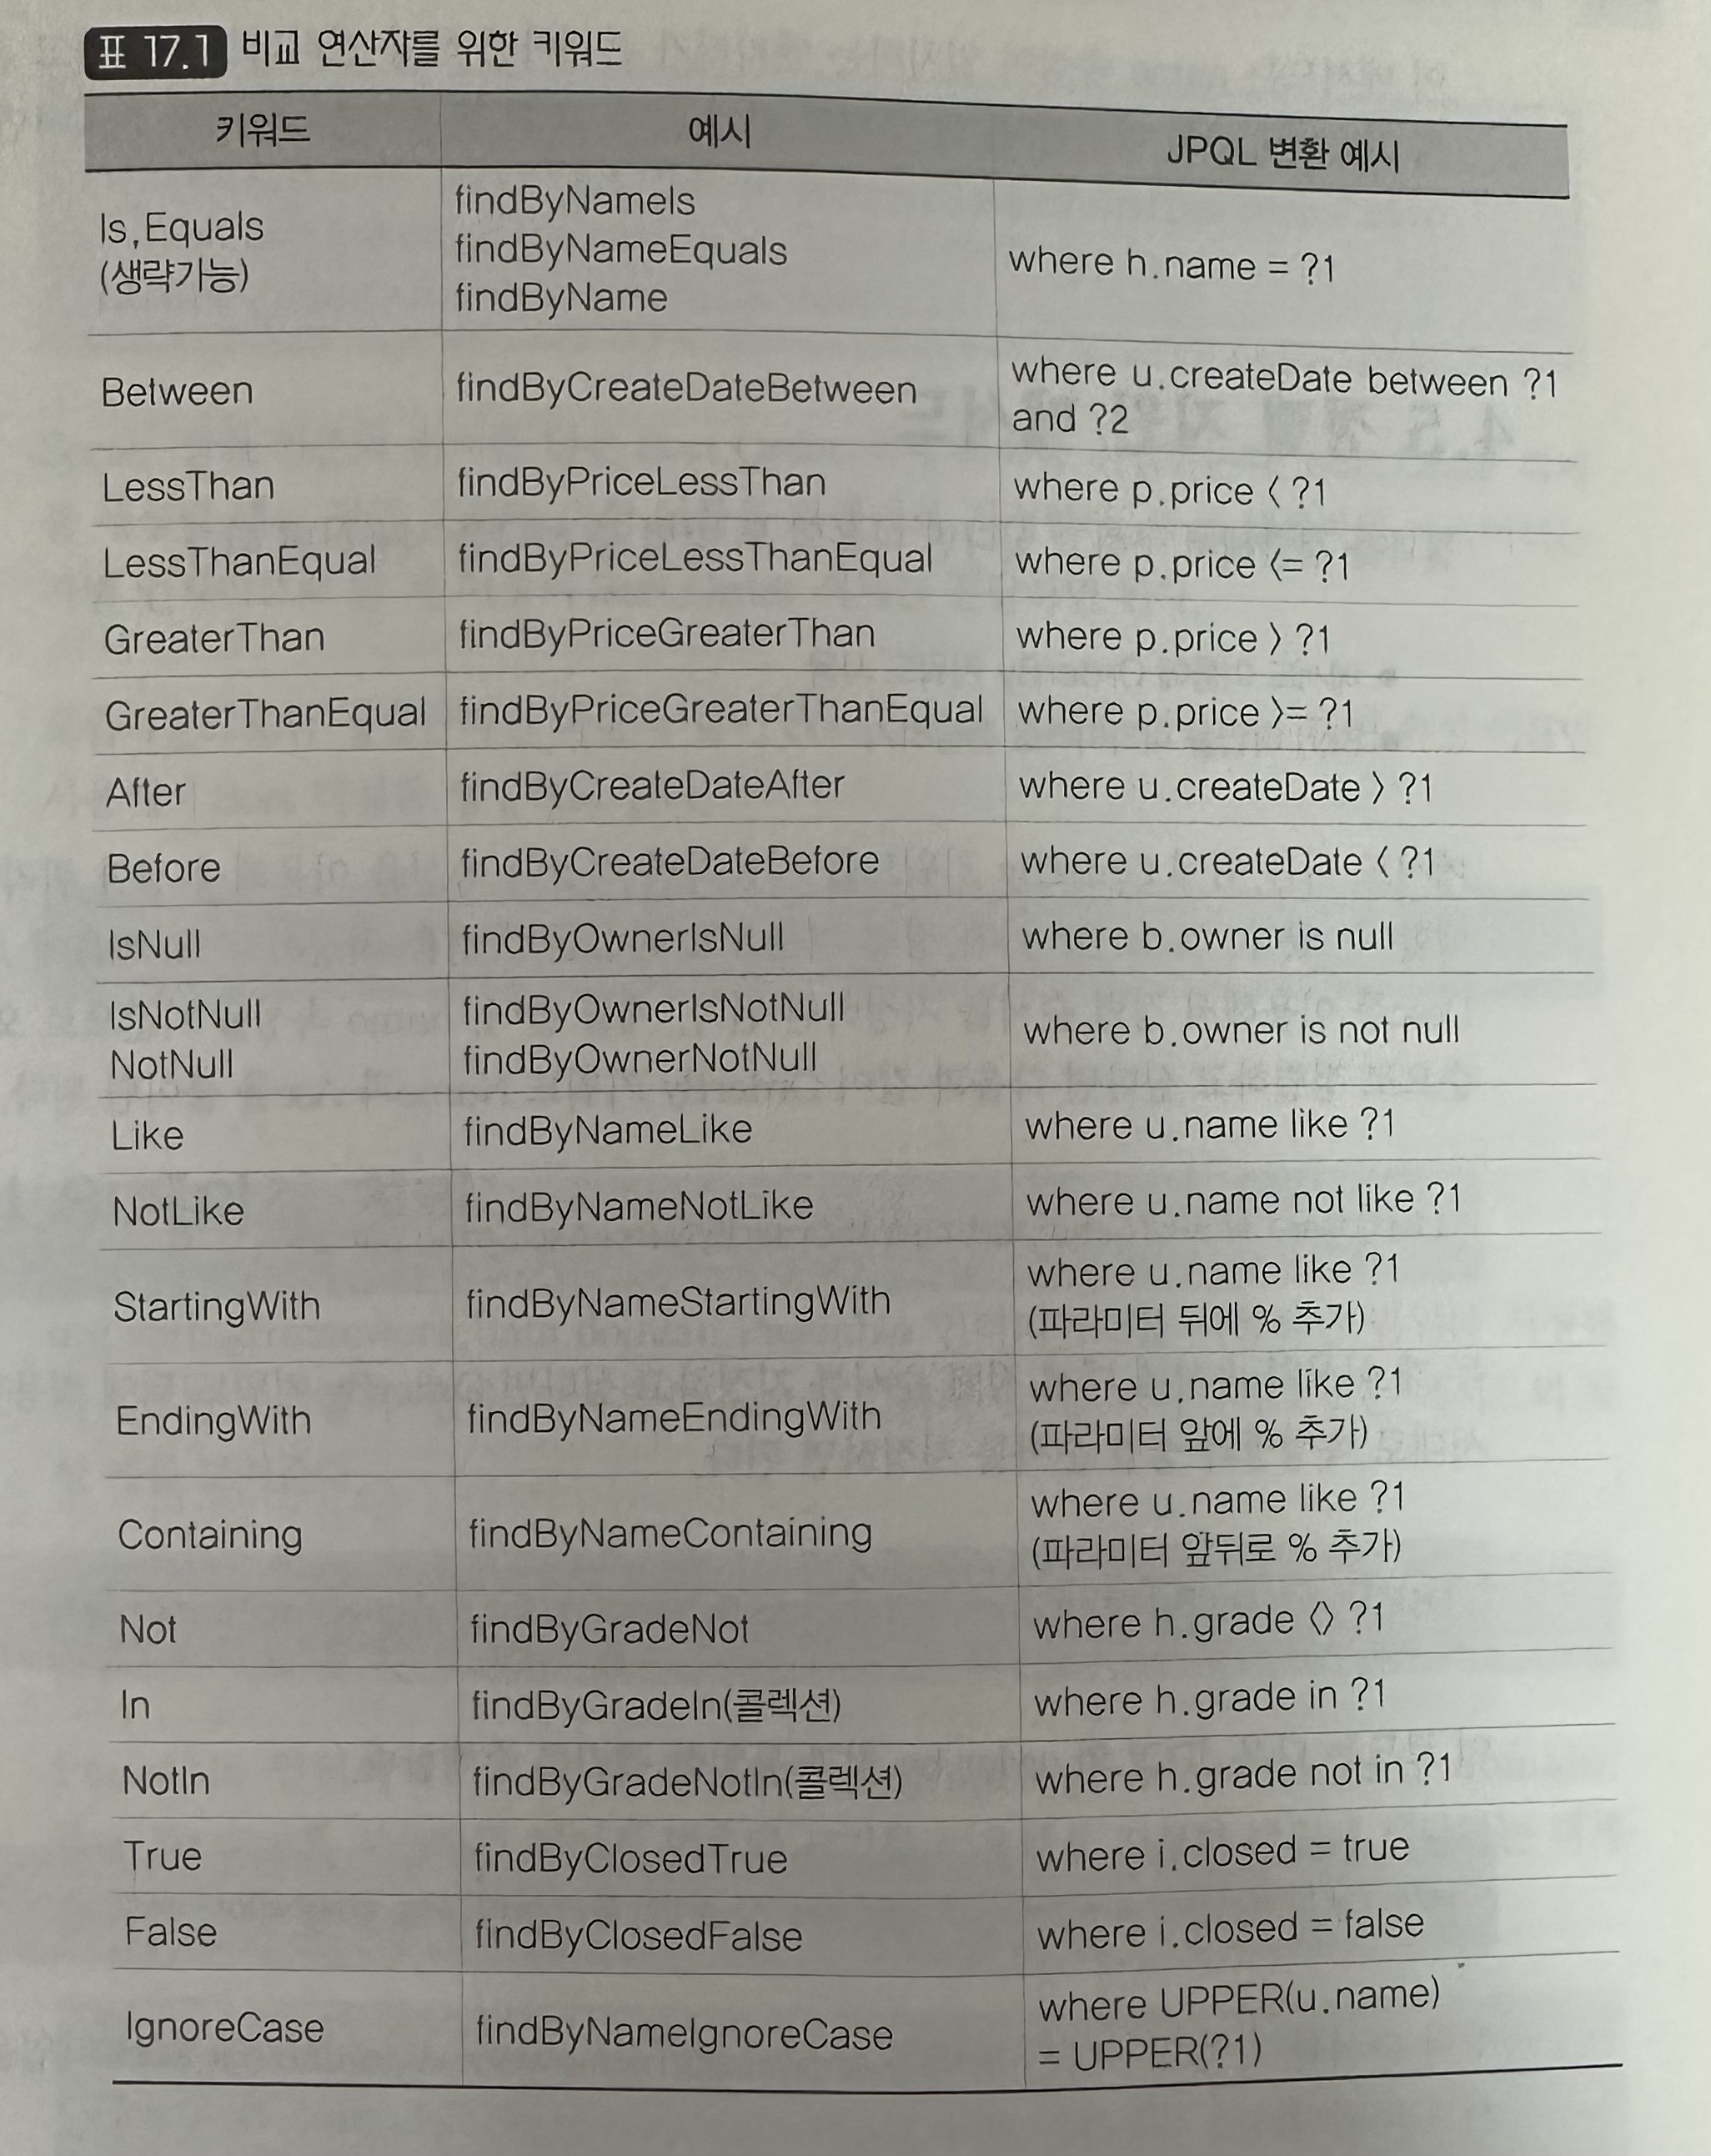 표 17.1 비교 연산자를 위한 키워드
키워드 예시 JPQL 변환 예시
Is,Equals
(생략가능)
findByNameIs
findByNameEquals
findByName
where h.name = ?1
Between findByCreateDateBetween
where u.createDate between ?1
and ?2
LessThan findByPriceLessThan where p.price < ?1
LessThanEqual findByPriceLessThanEqual where p.price <= ?1
GreaterThan findByPriceGreaterThan where p.price > ?1
GreaterThanEqual findByPriceGreaterThanEqual where p.price >= ?1
After findByCreateDateAfter where u.createDate > ?1
Before findByCreateDateBefore where u.createDate < ?1
IsNull findByOwnerIsNull where b.owner is null
IsNotNull
NotNull
findByOwnerIsNotNull
findByOwnerNotNull
where b.owner is not null
Like findByNameLike where u.name like ?1
NotLike findByNameNotLike where u.name not like ?1
StartingWith findByNameStartingWith
where u.name like ?1
(파라미터 뒤에 % 추가)
EndingWith findByNameEndingWith
where u.name like ?1
(파라미터 앞에 % 추가)
Containing findByNameContaining
where u.name like ?1
(파라미터 앞뒤로 % 추가)
Not findByGradeNot where h.grade <> ?1
In findByGradeIn(콜렉션) where h.grade in ?1
NotIn findByGradeNotIn(콜렉션) where h.grade not in ?1
True findByClosedTrue where i.closed = true
False findByClosedFalse where i.closed = false
IgnoreCase findByNameIgnoreCase
where UPPER(u.name)
= UPPER(?1)